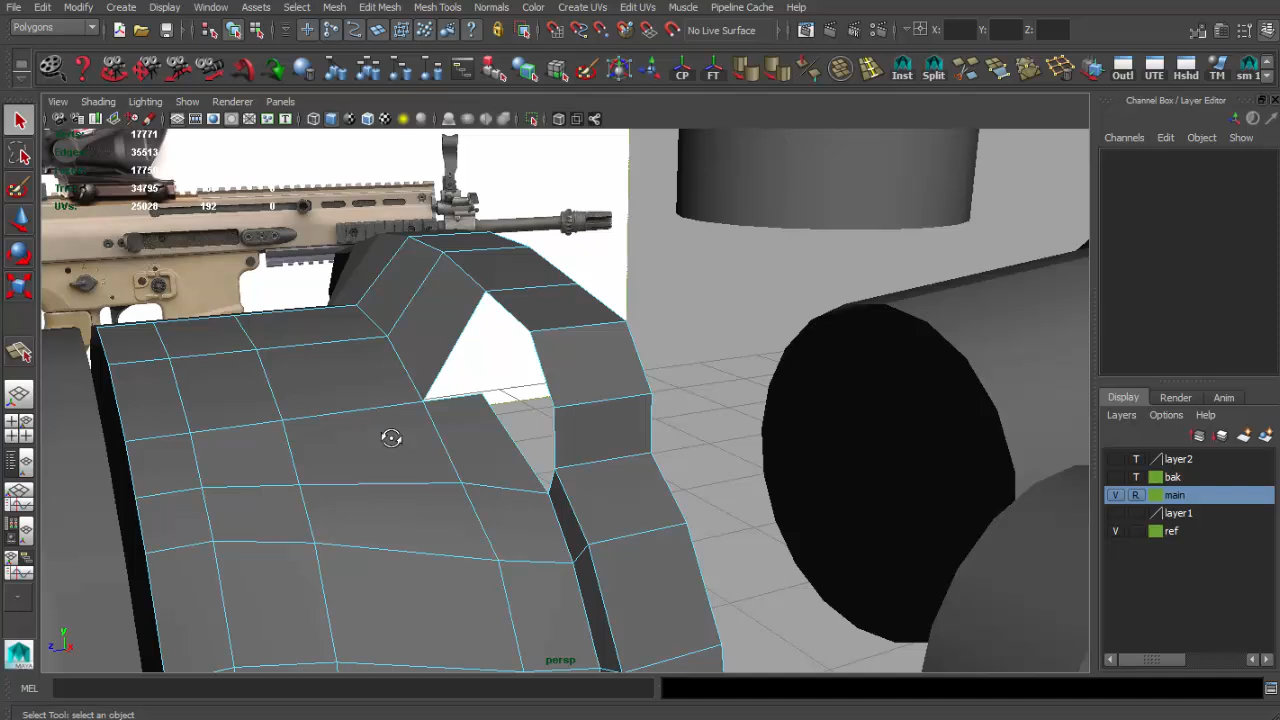 File Edit Modify Create Display Window Assets Select Mesh Edit Mesh Mesh Tools Normals Color Create UVs Edit UVs Muscle Pipeline Cache Help
Polygons No Live Surface X: Y: Z:
CP FT Inst Split Outl UTE Hshd TM sm 1
View Shading Lighting Show Renderer Panels
Channel Box / Layer Editor
Channels Edit Object Show
17771
Edges: 35513
34795
UVs: 25028 192 0
Display Render Anim
Layers Options Help
T layer2
T bak
V R main
layer1
V ref
y
z x
persp
MAYA
MEL
Select Tool: select an object